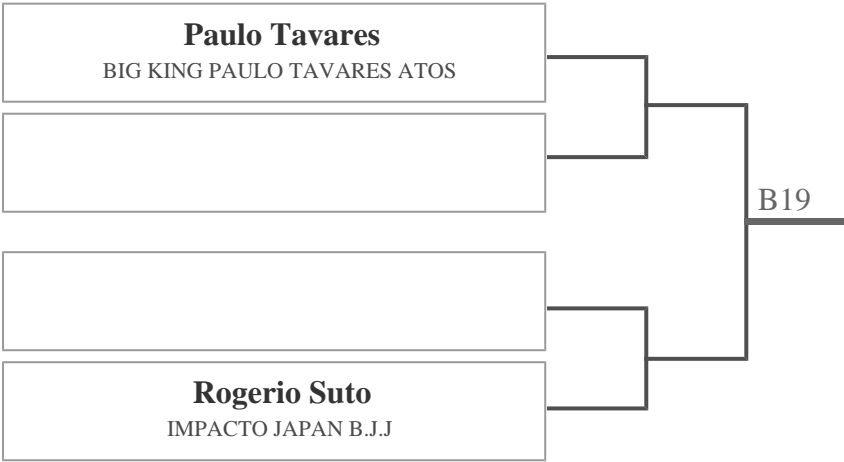 Paulo Tavares
BIG KING PAULO TAVARES ATOS
B19
Rogerio Suto
IMPACTO JAPAN B.J.J